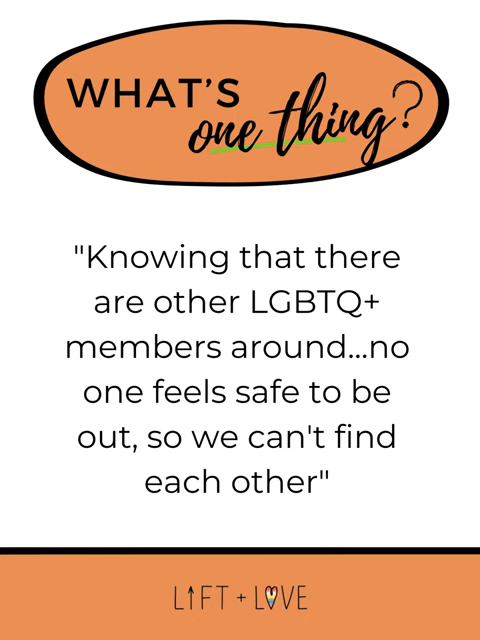 WHAT'S
one thing?
"Knowing that there
are other LGBTQ+
members around...no
one feels safe to be
out, so we can't find
each other"
LIFT + LOVE